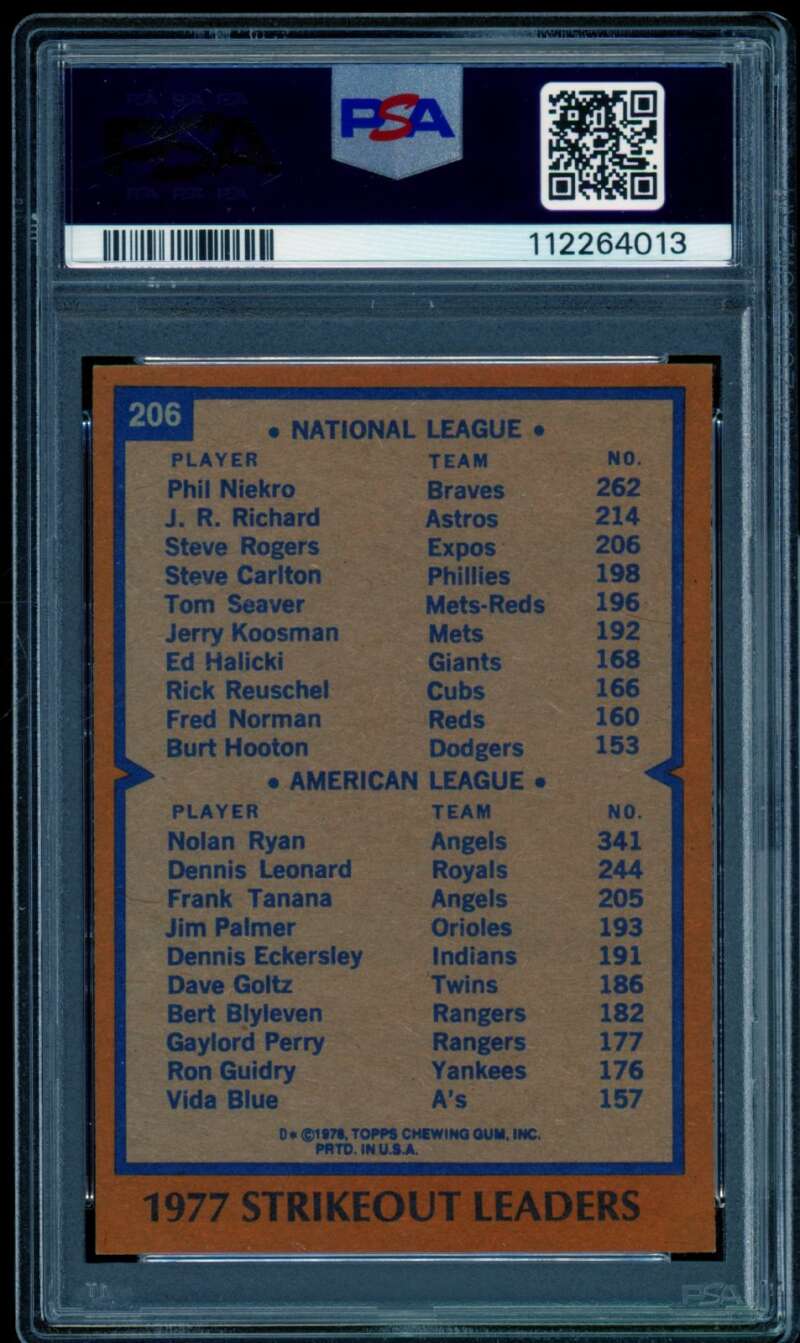 PSA
112264013
206
• NATIONAL LEAGUE •
PLAYER TEAM NO.
Phil Niekro Braves 262
J. R. Richard Astros 214
Steve Rogers Expos 206
Steve Carlton Phillies 198
Tom Seaver Mets-Reds 196
Jerry Koosman Mets 192
Ed Halicki Giants 168
Rick Reuschel Cubs 166
Fred Norman Reds 160
Burt Hooton Dodgers 153
• AMERICAN LEAGUE •
PLAYER TEAM NO.
Nolan Ryan Angels 341
Dennis Leonard Royals 244
Frank Tanana Angels 205
Jim Palmer Orioles 193
Dennis Eckersley Indians 191
Dave Goltz Twins 186
Bert Blyleven Rangers 182
Gaylord Perry Rangers 177
Ron Guidry Yankees 176
Vida Blue A's 157
D* ©1978, TOPPS CHEWING GUM, INC.
PRTD. IN U.S.A.
1977 STRIKEOUT LEADERS
PSA